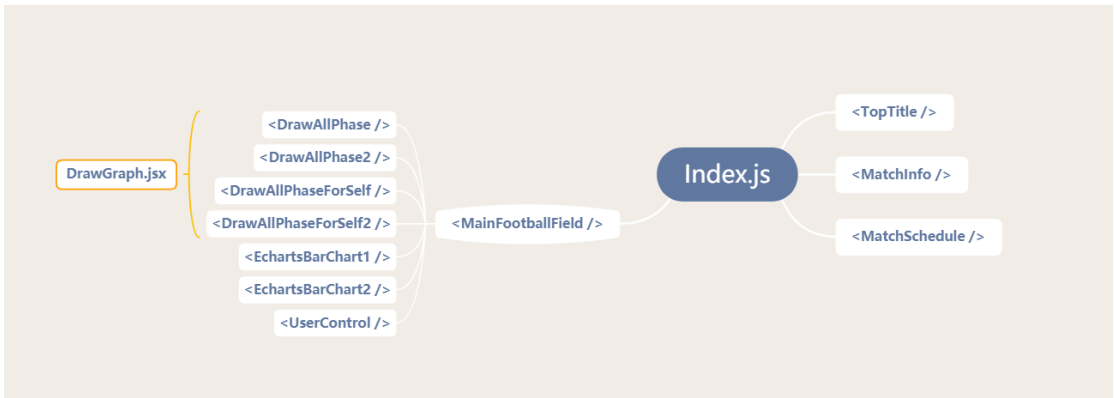 DrawGraph.jsx
<DrawAllPhase />
<DrawAllPhase2 />
<DrawAllPhaseForSelf />
<DrawAllPhaseForSelf2 />
<EchartsBarChart1 />
<EchartsBarChart2 />
<UserControl />
<MainFootballField />
Index.js
<TopTitle />
<MatchInfo />
<MatchSchedule />